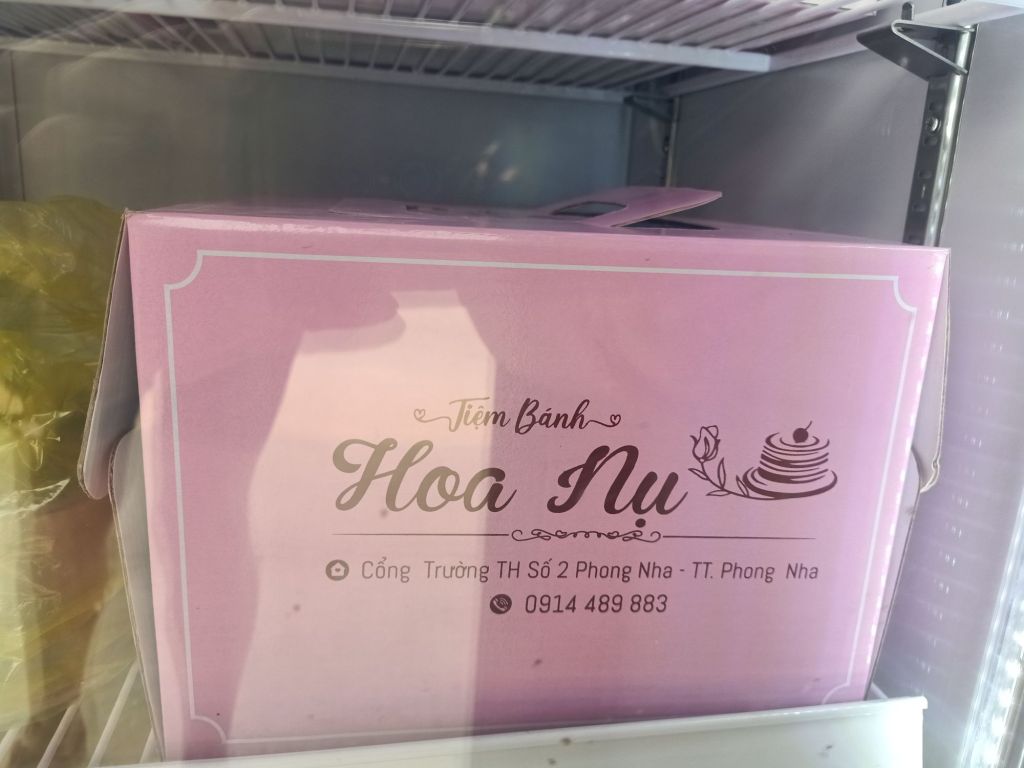 Tiệm Bánh
Hoa Nụ
Cổng Trường TH Số 2 Phong Nha - TT. Phong Nha
0914 489 883